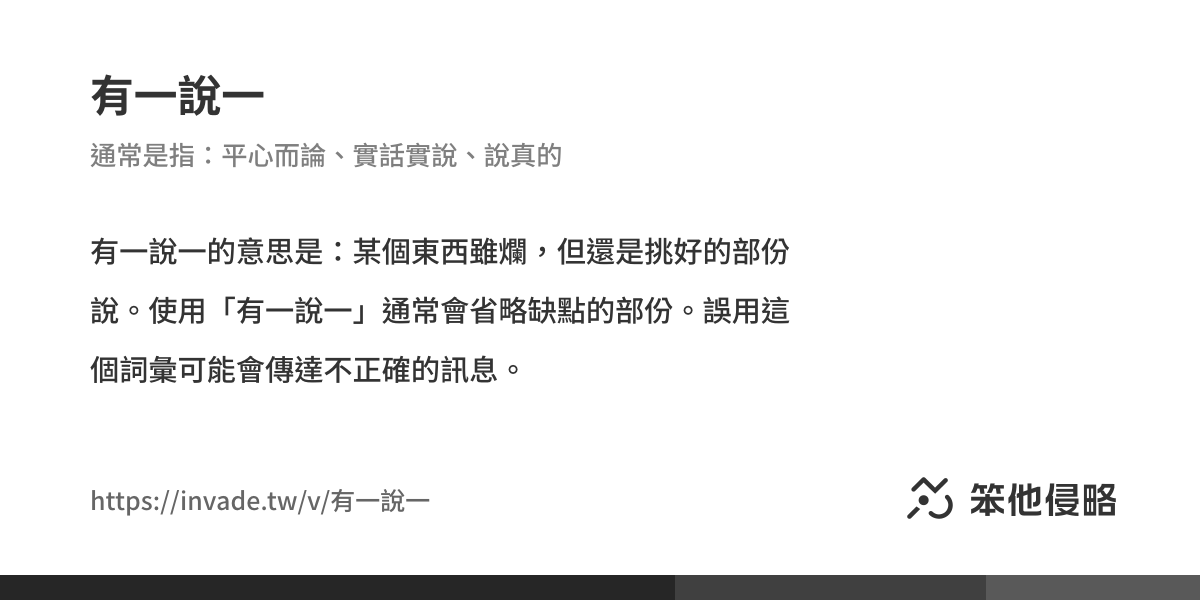 有一說一
通常是指：平心而論、實話實說、說真的
有一說一的意思是：某個東西雖爛，但還是挑好的部份
說。使用「有一說一」通常會省略缺點的部份。誤用這
個詞彙可能會傳達不正確的訊息。
https://invade.tw/v/有一說一
笨他侵略